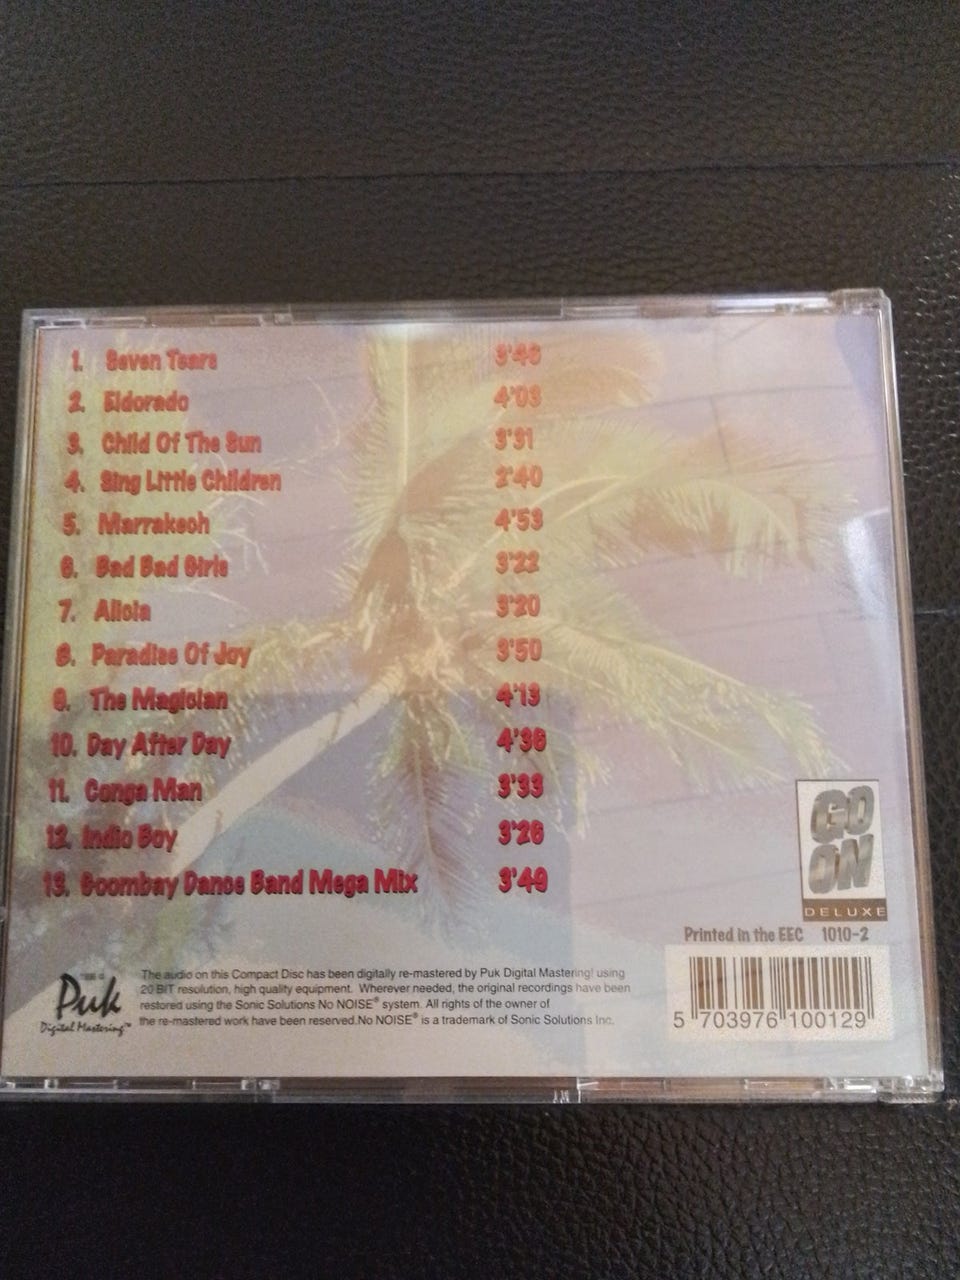 1. Seven Tears 3'46
2. Eldorado 4'03
3. Child Of The Sun 3'31
4. Sing Little Children 2'40
5. Marrakech 4'53
6. Bad Bad Girls 3'22
7. Alicia 3'20
8. Paradise Of Joy 3'50
9. The Magician 4'13
10. Day After Day 4'36
11. Conga Man 3'33
12. Indio Boy 3'26
13. Goombay Dance Band Mega Mix 3'49
GO
ON
DELUXE
Printed in the EEC 1010-2
Puk
Digital Mastering™
The audio on this Compact Disc has been digitally re-mastered by Puk Digital Mastering! using
20 BIT resolution, high quality equipment. Wherever needed, the original recordings have been
restored using the Sonic Solutions No NOISE® system. All rights of the owner of
the re-mastered work have been reserved.No NOISE® is a trademark of Sonic Solutions Inc.
5 703976 100129